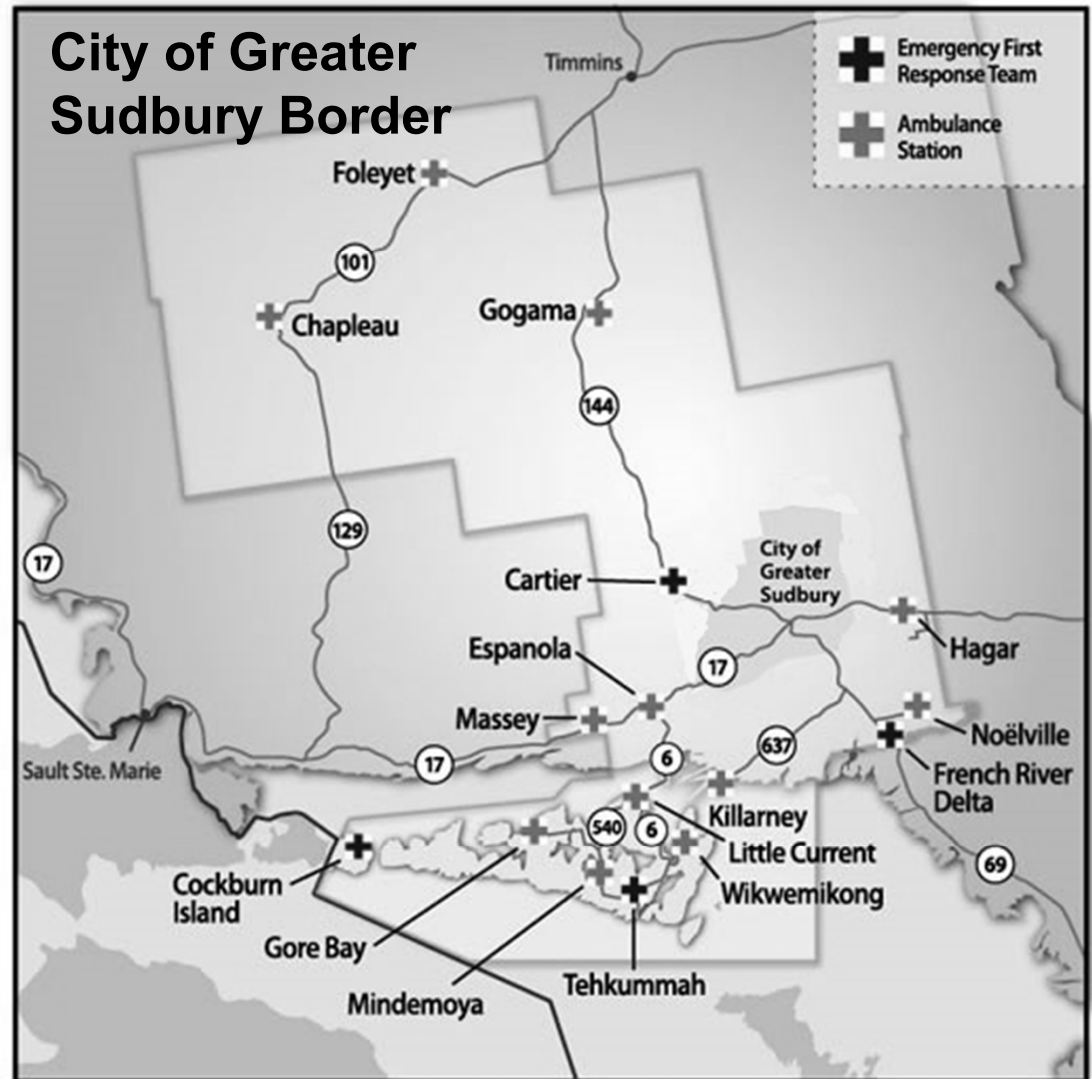 City of Greater
Sudbury Border
Timmins
Emergency First
Response Team
Ambulance
Station
Foleyet
101
Chapleau
Gogama
144
129
17
Cartier
City of
Greater
Sudbury
Espanola
17
Hagar
Massey
Noëlville
17
6
637
French River
Delta
Sault Ste. Marie
Killarney
540
6
Little Current
69
Cockburn
Island
Wikwemikong
Gore Bay
Tehkummah
Mindemoya